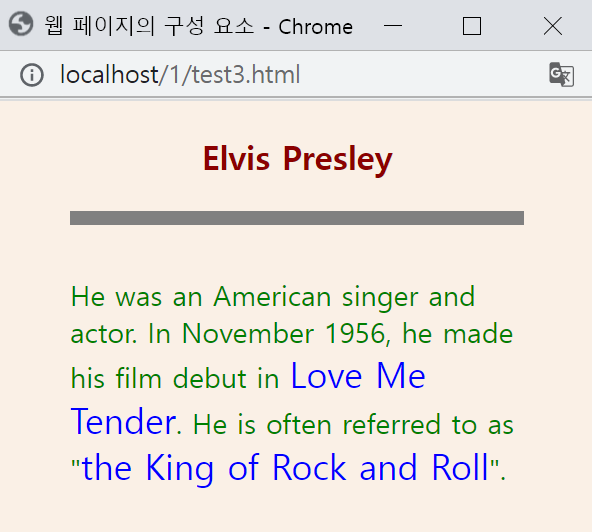 웹 페이지의 구성 요소 - Chrome
localhost/1/test3.html
Elvis Presley
He was an American singer and
actor. In November 1956, he made
his film debut in Love Me
Tender. He is often referred to as
"the King of Rock and Roll".